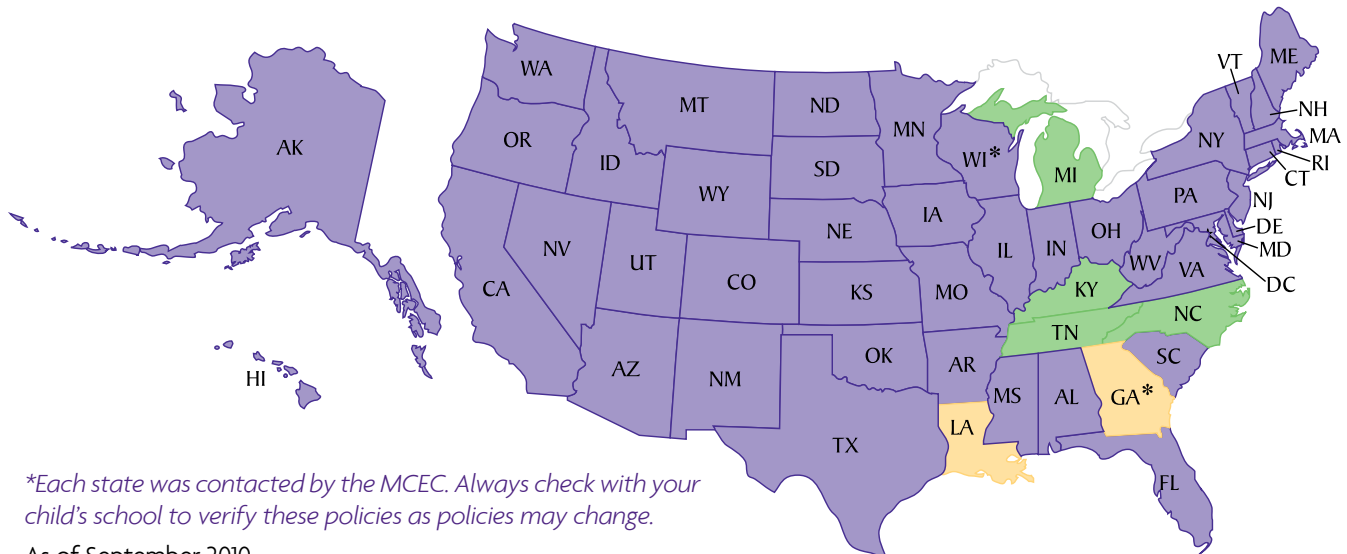 WA
MT
ND
MN
OR
ID
SD
WI*
MI
NY
VT
ME
NH
MA
RI
CT
AK
WY
IA
PA
NJ
DE
MD
DC
NE
NV
UT
CO
KS
MO
IL
IN
OH
WV
VA
CA
KY
NC
TN
SC
AZ
NM
OK
AR
HI
MS
AL
GA*
LA
TX
FL
*Each state was contacted by the MCEC. Always check with your
child's school to verify these policies as policies may change.
As of September